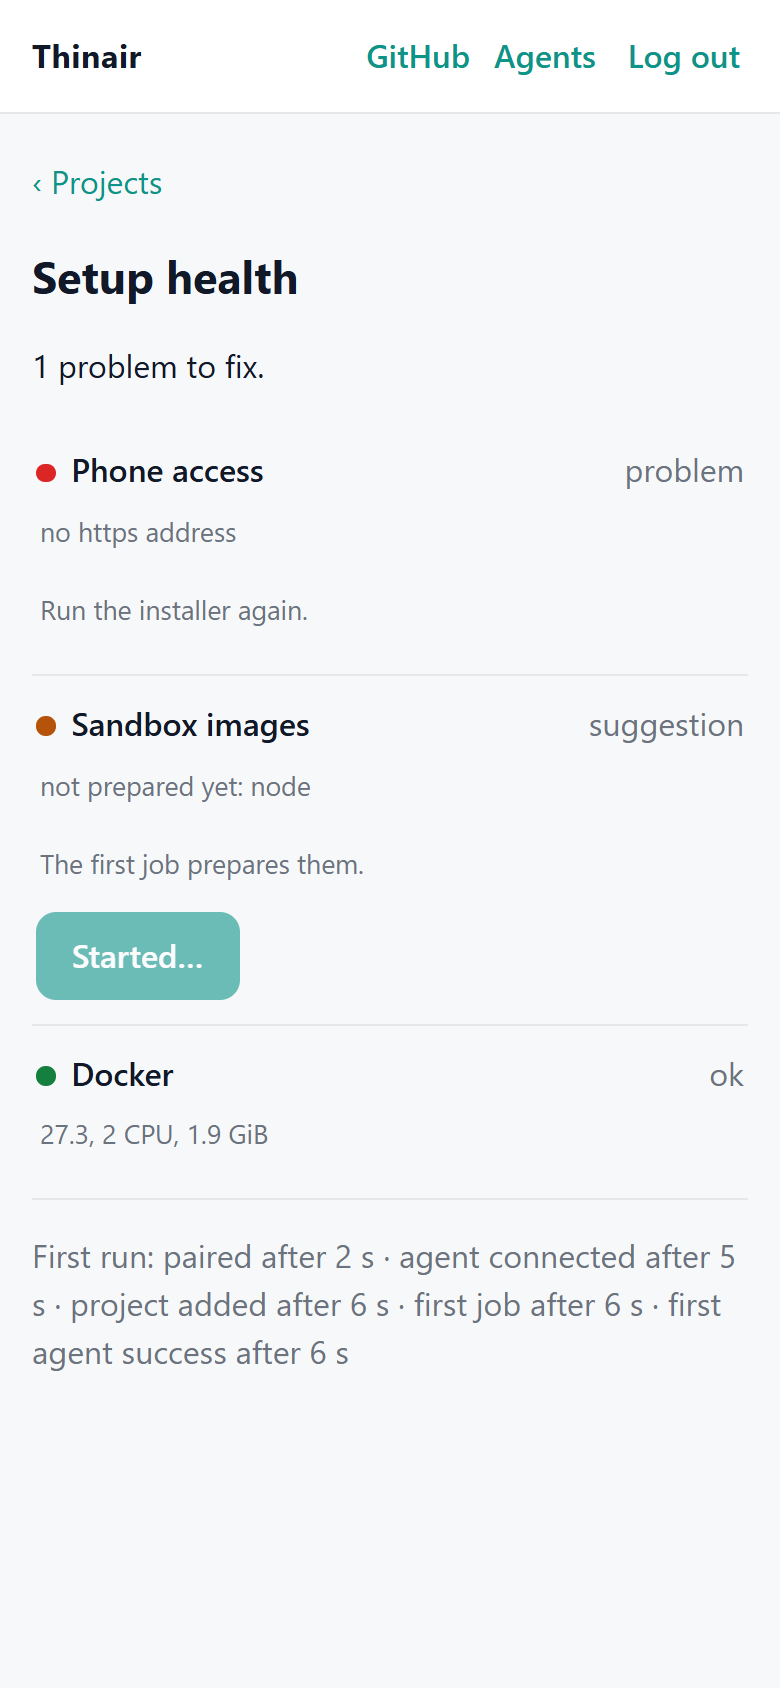 Thinair
GitHub Agents Log out
‹ Projects
Setup health
1 problem to fix.
Phone access problem
no https address
Run the installer again.
Sandbox images suggestion
not prepared yet: node
The first job prepares them.
Started…
Docker ok
27.3, 2 CPU, 1.9 GiB
First run: paired after 2 s · agent connected after 5
s · project added after 6 s · first job after 6 s · first
agent success after 6 s